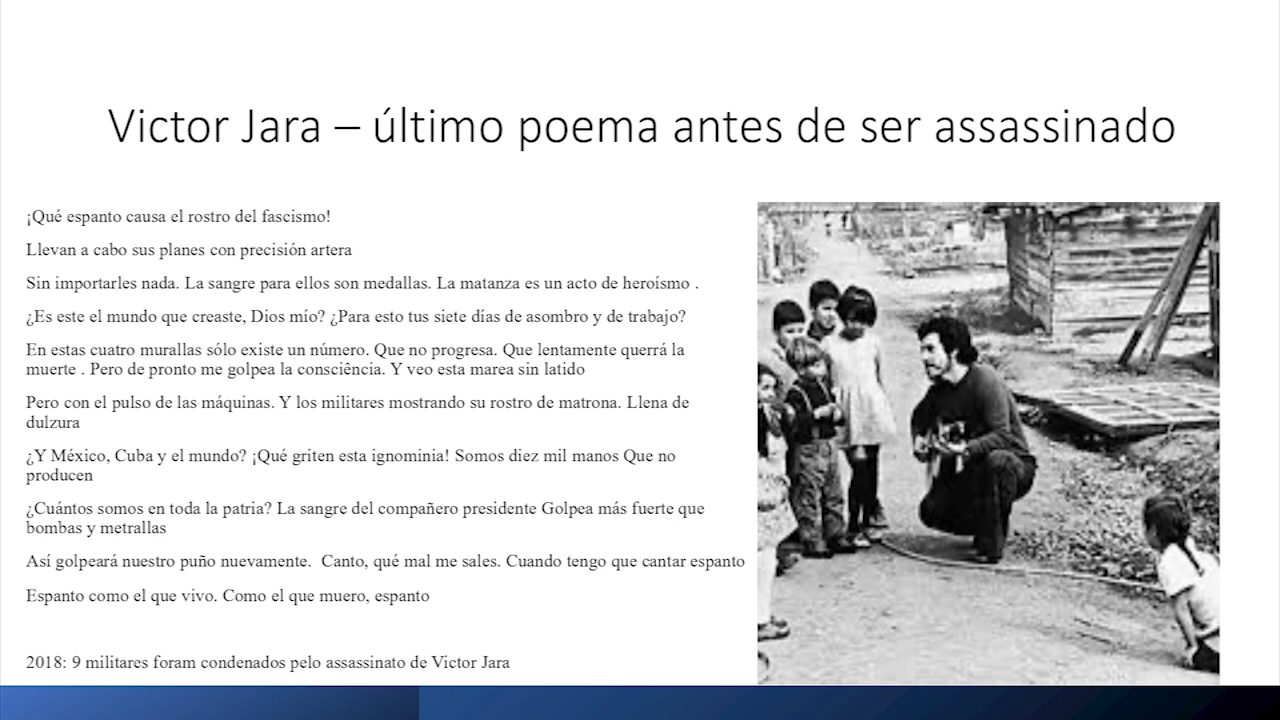 Victor Jara – último poema antes de ser assassinado
¡Qué espanto causa el rostro del fascismo!
Llevan a cabo sus planes con precisión artera
Sin importarles nada. La sangre para ellos son medallas. La matanza es un acto de heroísmo .
¿Es este el mundo que creaste, Dios mío? ¿Para esto tus siete días de asombro y de trabajo?
En estas cuatro murallas sólo existe un número. Que no progresa. Que lentamente querrá la
muerte . Pero de pronto me golpea la consciência. Y veo esta marea sin latido
Pero con el pulso de las máquinas. Y los militares mostrando su rostro de matrona. Llena de
dulzura
¿Y México, Cuba y el mundo? ¡Qué griten esta ignominia! Somos diez mil manos Que no
producen
¿Cuántos somos en toda la patria? La sangre del compañero presidente Golpea más fuerte que
bombas y metrallas
Así golpeará nuestro puño nuevamente.  Canto, qué mal me sales. Cuando tengo que cantar espanto
Espanto como el que vivo. Como el que muero, espanto
2018: 9 militares foram condenados pelo assassinato de Victor Jara